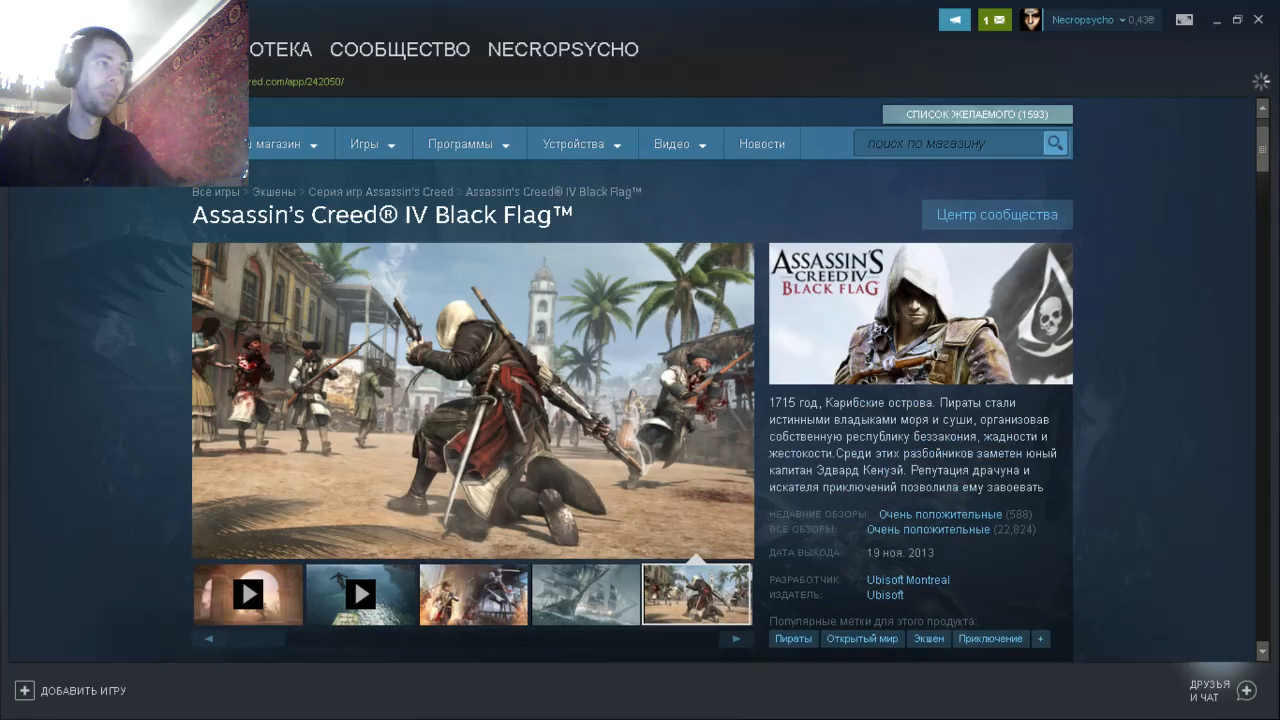 1
Necropsycho
0,43₴
ОТЕКА СООБЩЕСТВО NECROPSYCHO
red.com/app/242050/
СПИСОК ЖЕЛАЕМОГО (1593)
магазин
Игры
Программы
Устройства
Видео
Новости
поиск по магазину
Все игры > Экшены > Серия игр Assassin's Creed > Assassin's Creed® IV Black Flag™
Assassin's Creed® IV Black Flag™
Центр сообщества
ASSASSIN'S
CREED IV
BLACK FLAG
1715 год, Карибские острова. Пираты стали
истинными владыками моря и суши, организовав
собственную республику беззакония, жадности и
жестокости.Среди этих разбойников заметен юный
капитан Эдвард Кенуэй. Репутация драчуна и
искателя приключений позволила ему завоевать
НЕДАВНИЕ ОБЗОРЫ: Очень положительные (588)
ВСЕ ОБЗОРЫ: Очень положительные (22,824)
ДАТА ВЫХОДА: 19 ноя. 2013
РАЗРАБОТЧИК: Ubisoft Montreal
ИЗДАТЕЛЬ: Ubisoft
Популярные метки для этого продукта:
Пираты
Открытый мир
Экшен
Приключение
+
ДОБАВИТЬ ИГРУ
ДРУЗЬЯ
И ЧАТ